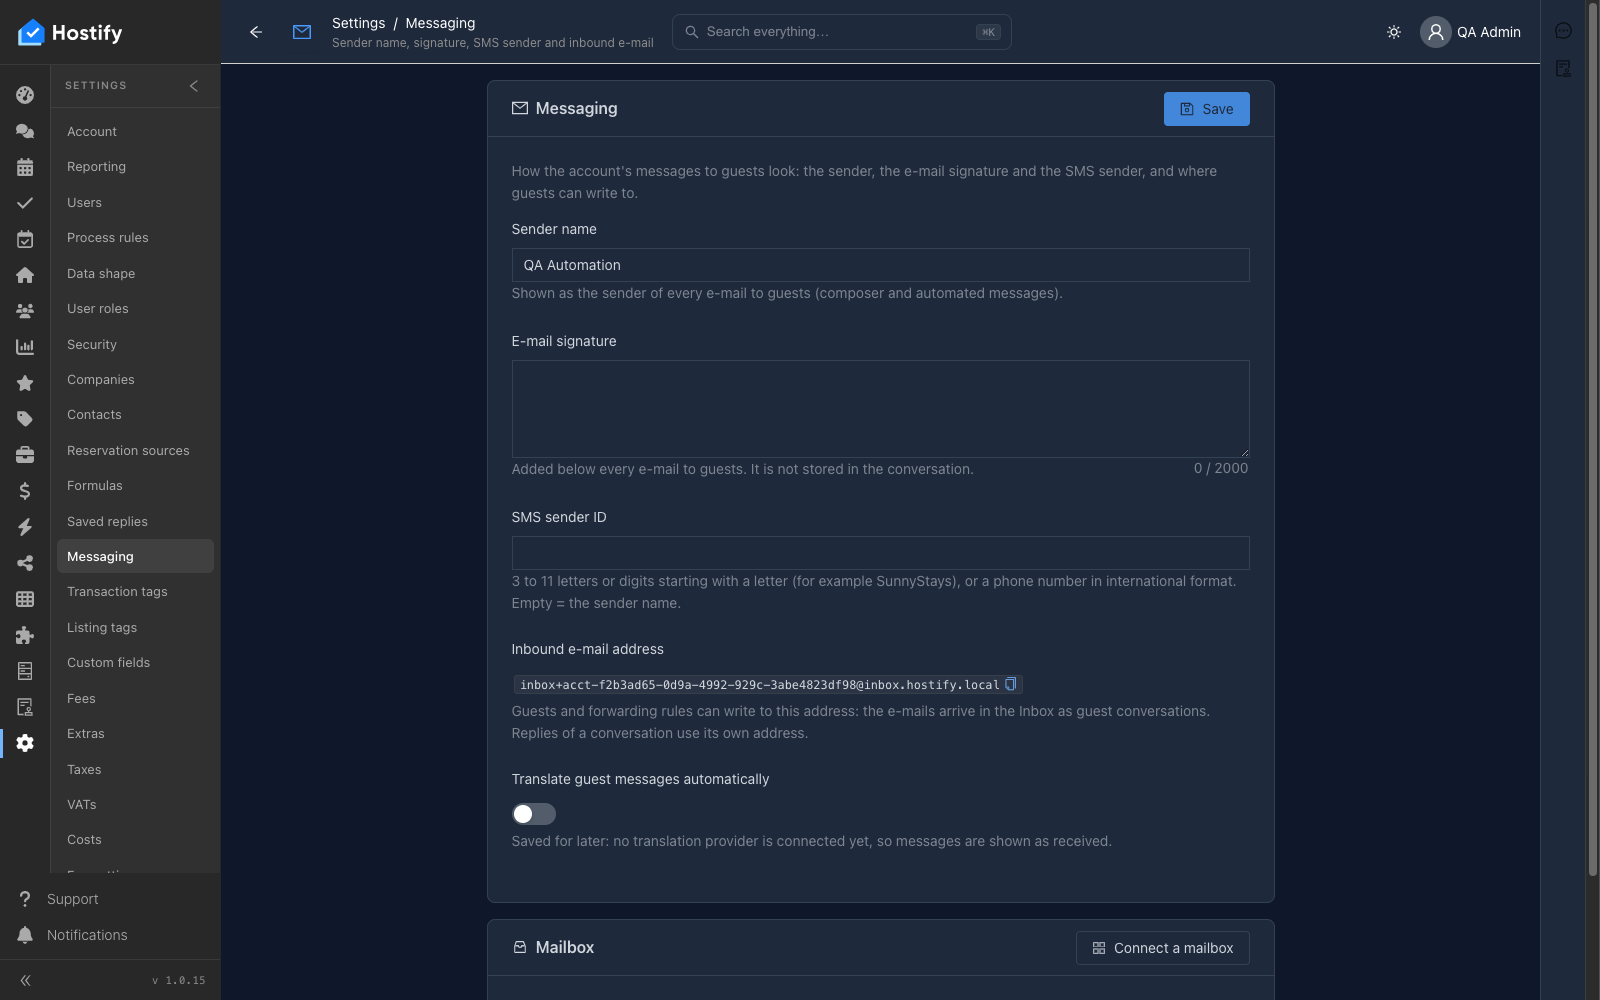 Hostify
Settings / Messaging
Sender name, signature, SMS sender and inbound e-mail
Search everything...
⌘K
QA Admin
SETTINGS
Account
Reporting
Users
Process rules
Data shape
User roles
Security
Companies
Contacts
Reservation sources
Formulas
Saved replies
Messaging
Transaction tags
Listing tags
Custom fields
Fees
Extras
Taxes
VATs
Costs
Support
Notifications
v 1.0.15
Messaging
Save
How the account's messages to guests look: the sender, the e-mail signature and the SMS sender, and where
guests can write to.
Sender name
QA Automation
Shown as the sender of every e-mail to guests (composer and automated messages).
E-mail signature
Added below every e-mail to guests. It is not stored in the conversation.
0 / 2000
SMS sender ID
3 to 11 letters or digits starting with a letter (for example SunnyStays), or a phone number in international format.
Empty = the sender name.
Inbound e-mail address
inbox+acct-f2b3ad65-0d9a-4992-929c-3abe4823df98@inbox.hostify.local
Guests and forwarding rules can write to this address: the e-mails arrive in the Inbox as guest conversations.
Replies of a conversation use its own address.
Translate guest messages automatically
Saved for later: no translation provider is connected yet, so messages are shown as received.
Mailbox
Connect a mailbox